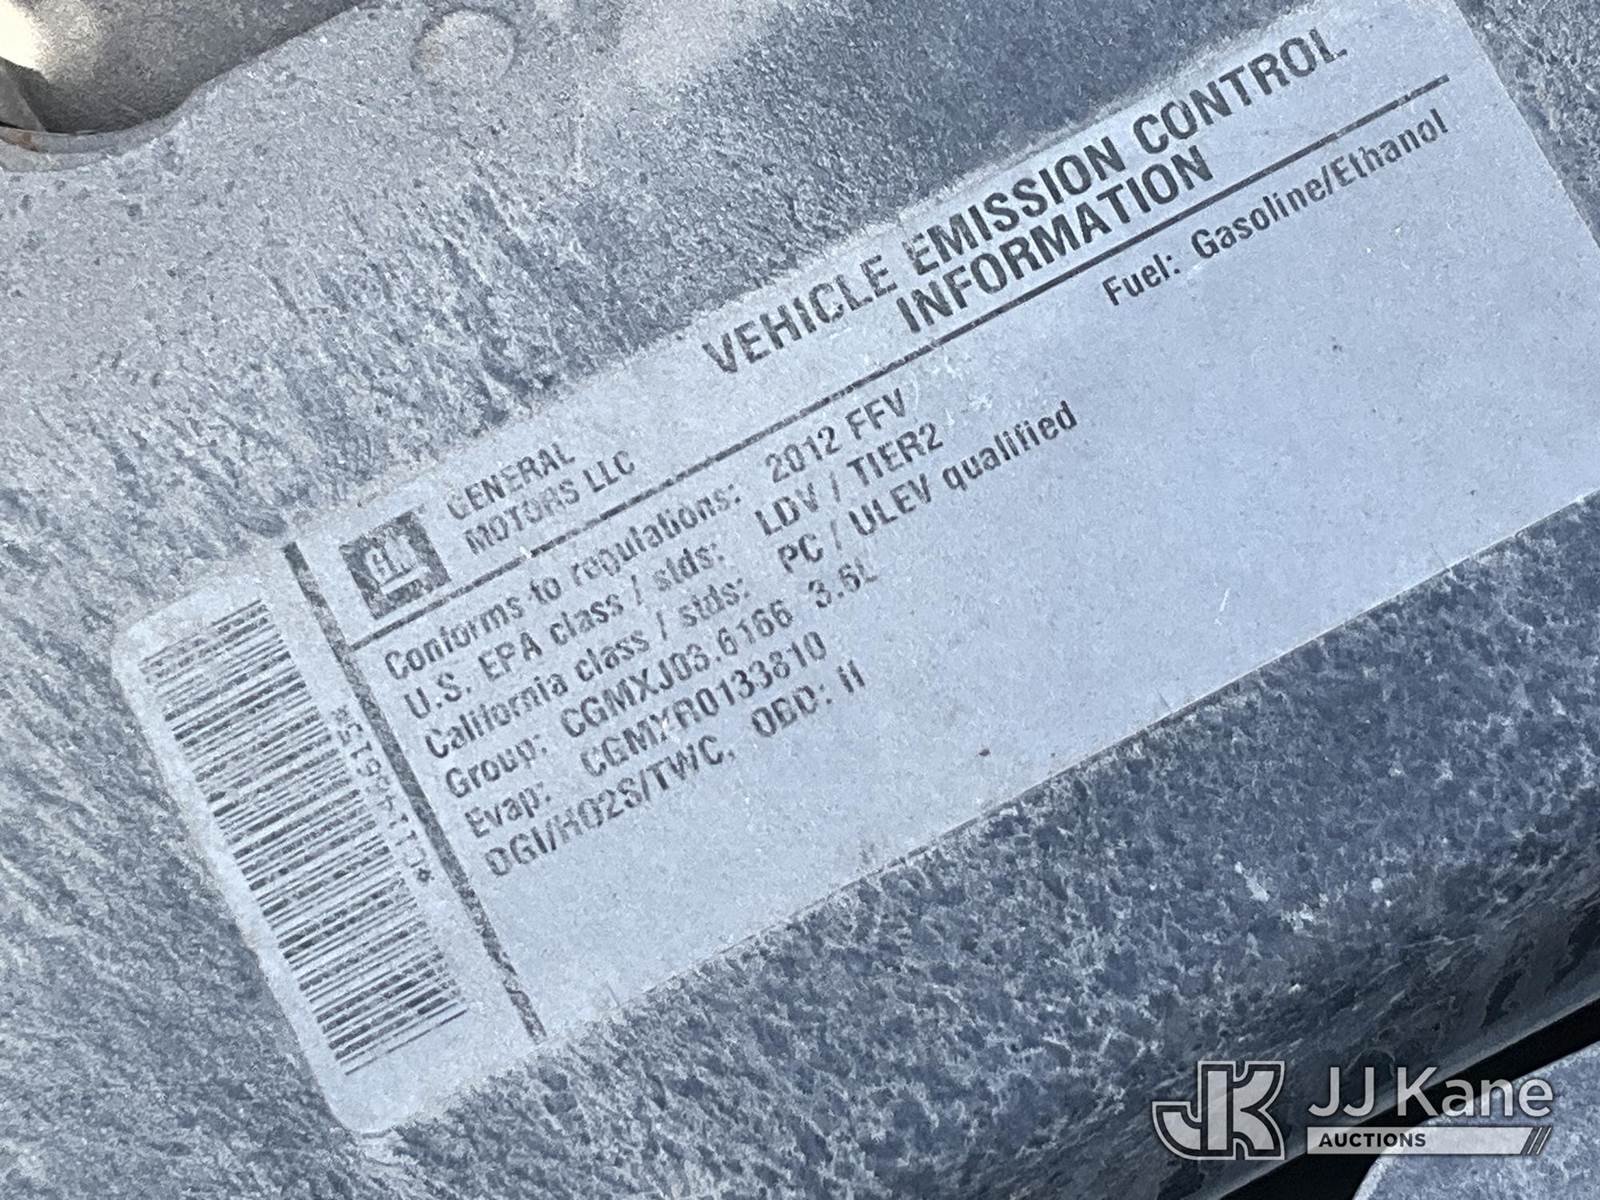 VEHICLE EMISSION CONTROL
INFORMATION
GM
GENERAL
MOTORS LLC
Fuel: Gasoline/Ethanol
Conforms to regulations: 2012 FFV
U.S. EPA class / stds: LDV / TIER2
California class / stds: PC / ULEV qualified
Group: CGMXJ03.6166 3.6L
Evap: CGMXR0133810
DGI/HO2S/TWC, OBD: II
JK JJ Kane
AUCTIONS